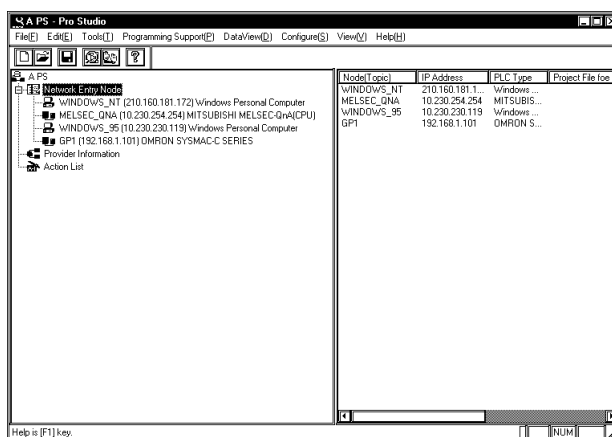 A PS - Pro Studio
File(F) Edit(E) Tools(T) Programming Support(P) DataView(D) Configure(S) View(V) Help(H)
A PS
Network Entry Node
WINDOWS_NT (210.160.181.172) Windows Personal Computer
MELSEC_QNA (10.230.254.254) MITSUBISHI MELSEC-QnA(CPU)
WINDOWS_95 (10.230.230.119) Windows Personal Computer
GP1 (192.168.1.101) OMRON SYSMAC-C SERIES
Provider Information
Action List
Node(Topic) IP Address PLC Type Project File foe
WINDOWS_NT 210.160.181.1... Windows ...
MELSEC_QNA 10.230.254.254 MITSUBIS...
WINDOWS_95 10.230.230.119 Windows ...
GP1 192.168.1.101 OMRON S...
Help is [F1] key.
NUM